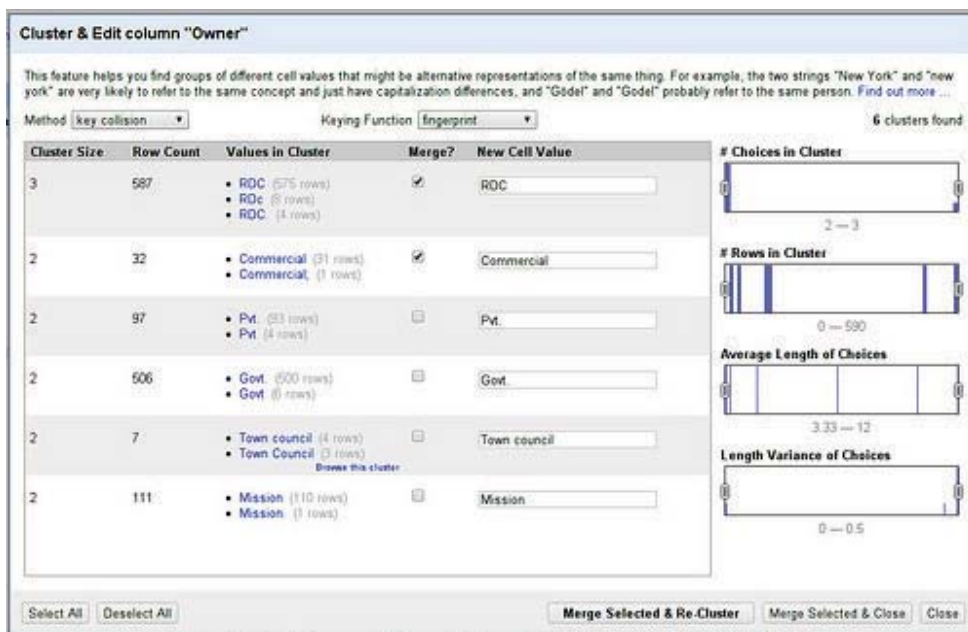 Cluster & Edit column "Owner"
This feature helps you find groups of different cell values that might be alternative representations of the same thing. For example, the two strings "New York" and "new
york" are very likely to refer to the same concept and just have capitalization differences, and "Gödel" and "Godel" probably refer to the same person. Find out more ...
Method key collision Keying Function fingerprint 6 clusters found
Cluster Size Row Count Values in Cluster Merge? New Cell Value
3 587 • RDC (575 rows) RDC
• RDc (8 rows)
• RDC. (4 rows)
2 32 • Commercial (31 rows) Commercial
• Commercial; (1 rows)
2 97 • Pvt. (93 rows) Pvt.
• Pvt (4 rows)
2 506 • Govt. (500 rows) Govt.
• Govt (6 rows)
2 7 • Town council (4 rows) Town council
• Town Council (3 rows)
Browse this cluster
2 111 • Mission (110 rows) Mission
• Mission. (1 rows)
# Choices in Cluster
2 — 3
# Rows in Cluster
0 — 590
Average Length of Choices
3.33 — 12
Length Variance of Choices
0 — 0.5
Select All Deselect All Merge Selected & Re-Cluster Merge Selected & Close Close